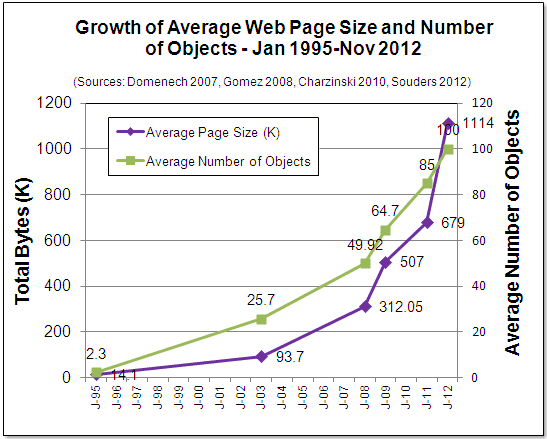 Growth of Average Web Page Size and Number
of Objects - Jan 1995-Nov 2012
(Sources: Domenech 2007, Gomez 2008, Charzinski 2010, Souders 2012)
Total Bytes (K)
1200
1000
800
600
400
200
0
Average Page Size (K)
Average Number of Objects
2.3
14.1
25.7
93.7
49.92
312.05
64.7
507
85
679
100
1114
120
100
80
60
40
20
0
Average Number of Objects
J-95
J-96
J-97
J-98
J-99
J-00
J-01
J-02
J-03
J-04
J-05
J-06
J-07
J-08
J-09
J-10
J-11
J-12